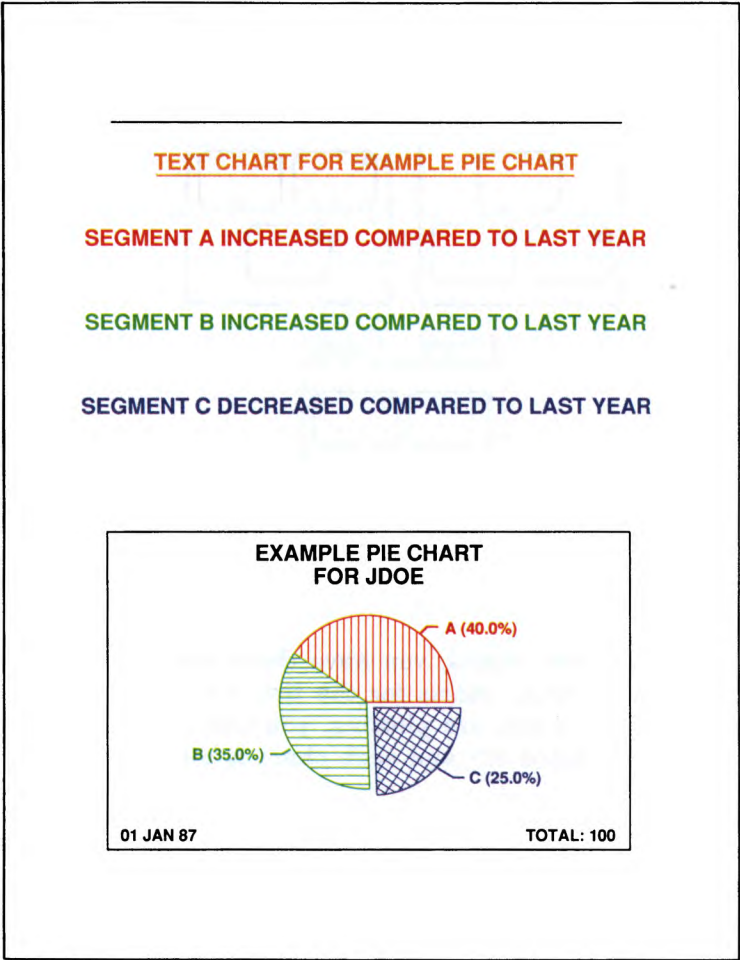 TEXT CHART FOR EXAMPLE PIE CHART
SEGMENT A INCREASED COMPARED TO LAST YEAR
SEGMENT B INCREASED COMPARED TO LAST YEAR
SEGMENT C DECREASED COMPARED TO LAST YEAR
EXAMPLE PIE CHART
FOR JDOE
A (40.0%)
B (35.0%)
C (25.0%)
01 JAN 87
TOTAL: 100